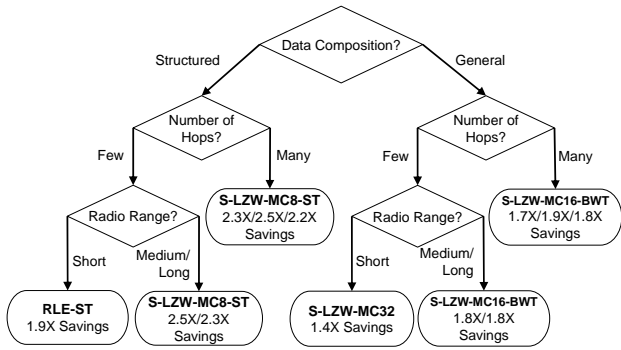 Data Composition?
Structured
General
Number of
Hops?
Number of
Hops?
Few
Many
Few
Many
Radio Range?
S-LZW-MC8-ST
2.3X/2.5X/2.2X
Savings
Radio Range?
S-LZW-MC16-BWT
1.7X/1.9X/1.8X
Savings
Short
Medium/
Long
Short
Medium/
Long
RLE-ST
1.9X Savings
S-LZW-MC8-ST
2.5X/2.3X
Savings
S-LZW-MC32
1.4X Savings
S-LZW-MC16-BWT
1.8X/1.8X
Savings